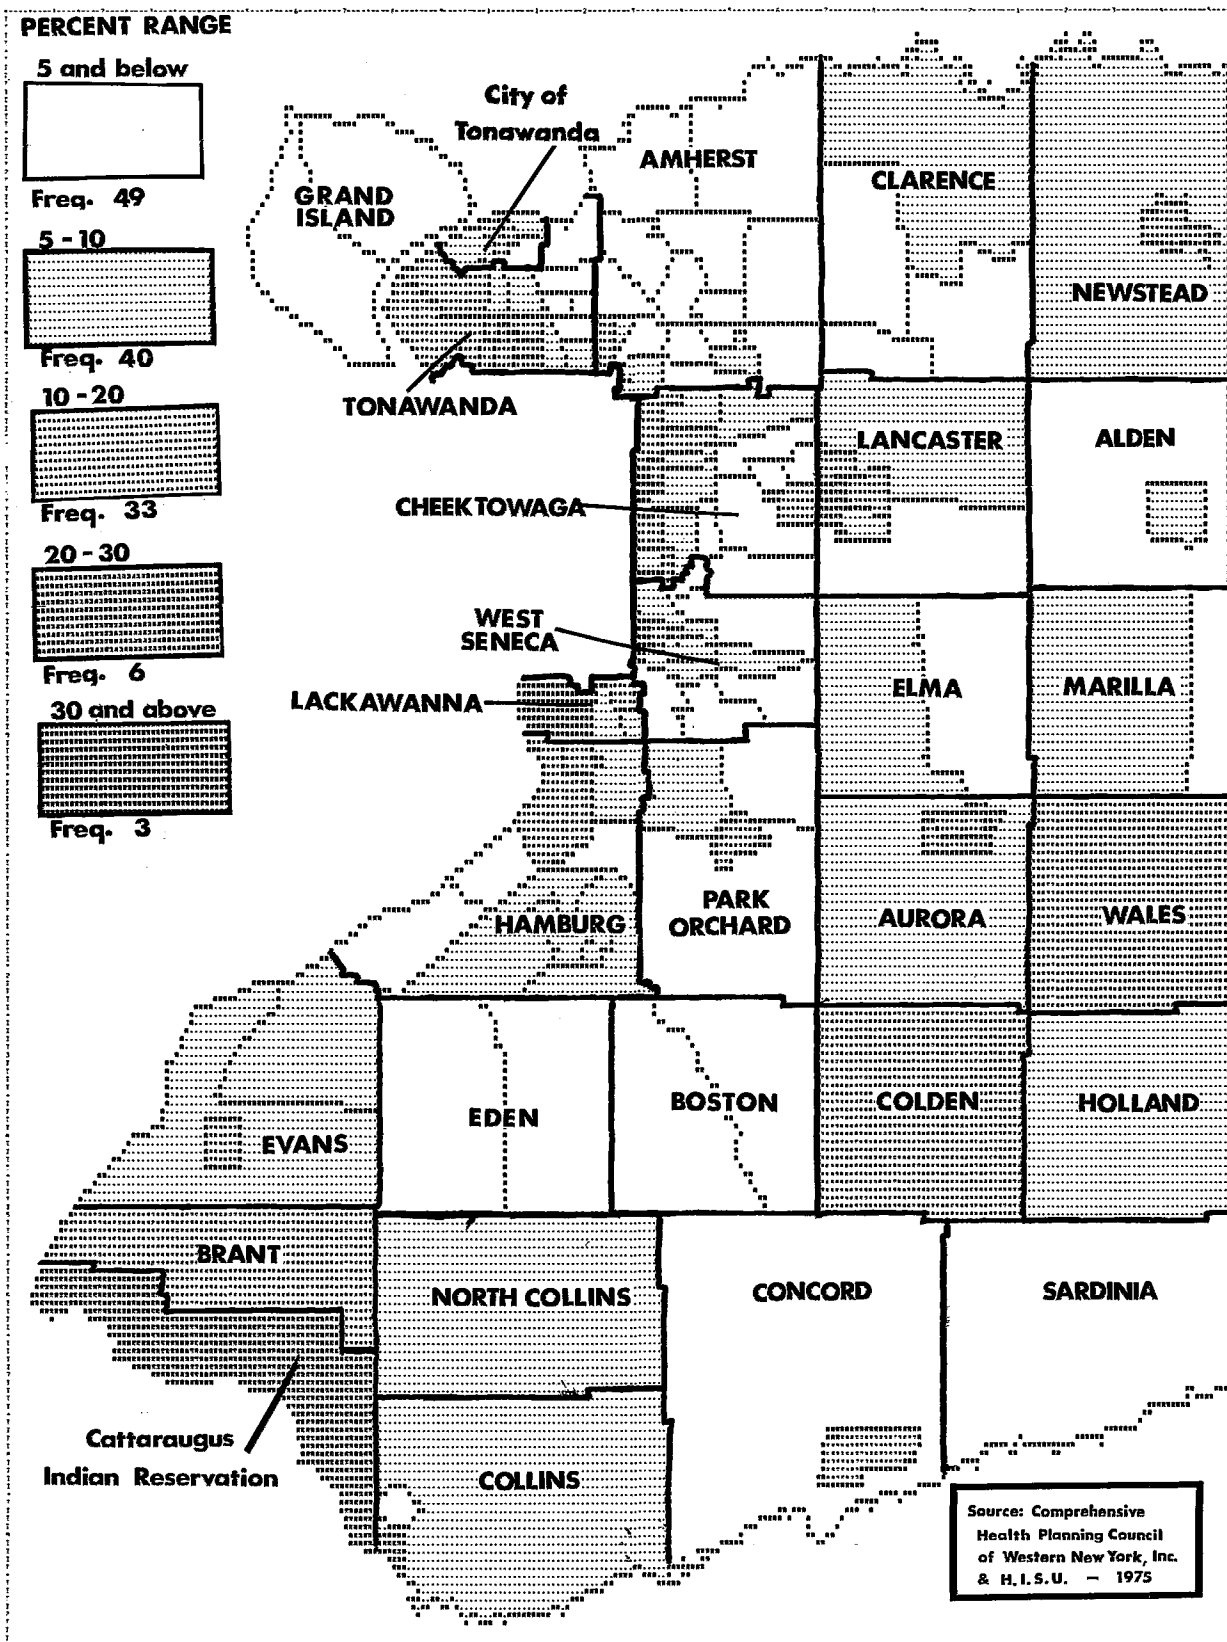 PERCENT RANGE
5 and below
Freq. 49
5 - 10
Freq. 40
10 - 20
Freq. 33
20 - 30
Freq. 6
30 and above
Freq. 3
City of
Tonawanda
GRAND
ISLAND
AMHERST
CLARENCE
NEWSTEAD
TONAWANDA
LANCASTER
ALDEN
CHEEKTOWAGA
WEST
SENECA
LACKAWANNA
ELMA
MARILLA
HAMBURG
PARK
ORCHARD
AURORA
WALES
EDEN
BOSTON
COLDEN
HOLLAND
EVANS
BRANT
NORTH COLLINS
CONCORD
SARDINIA
Cattaraugus
Indian Reservation
COLLINS
Source: Comprehensive
Health Planning Council
of Western New York, Inc.
& H.I.S.U. — 1975